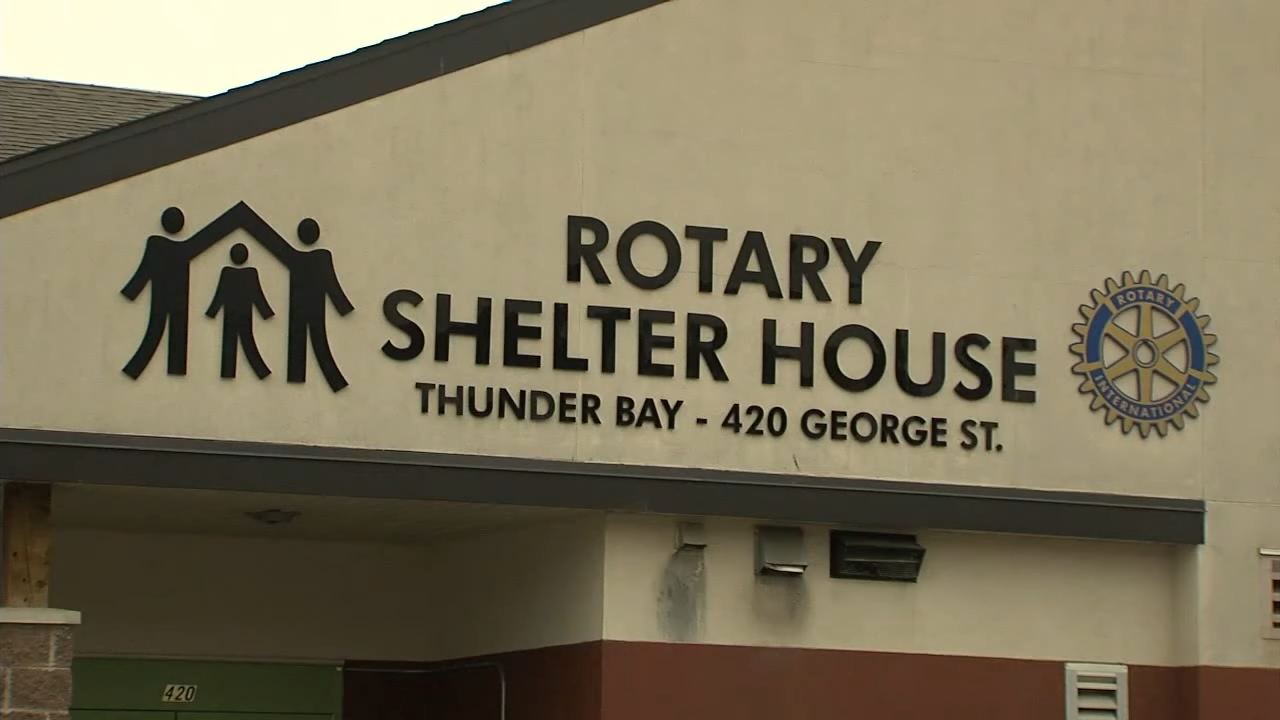 ROTARY
SHELTER HOUSE
THUNDER BAY - 420 GEORGE ST.
ROTARY
INTERNATIONAL
420